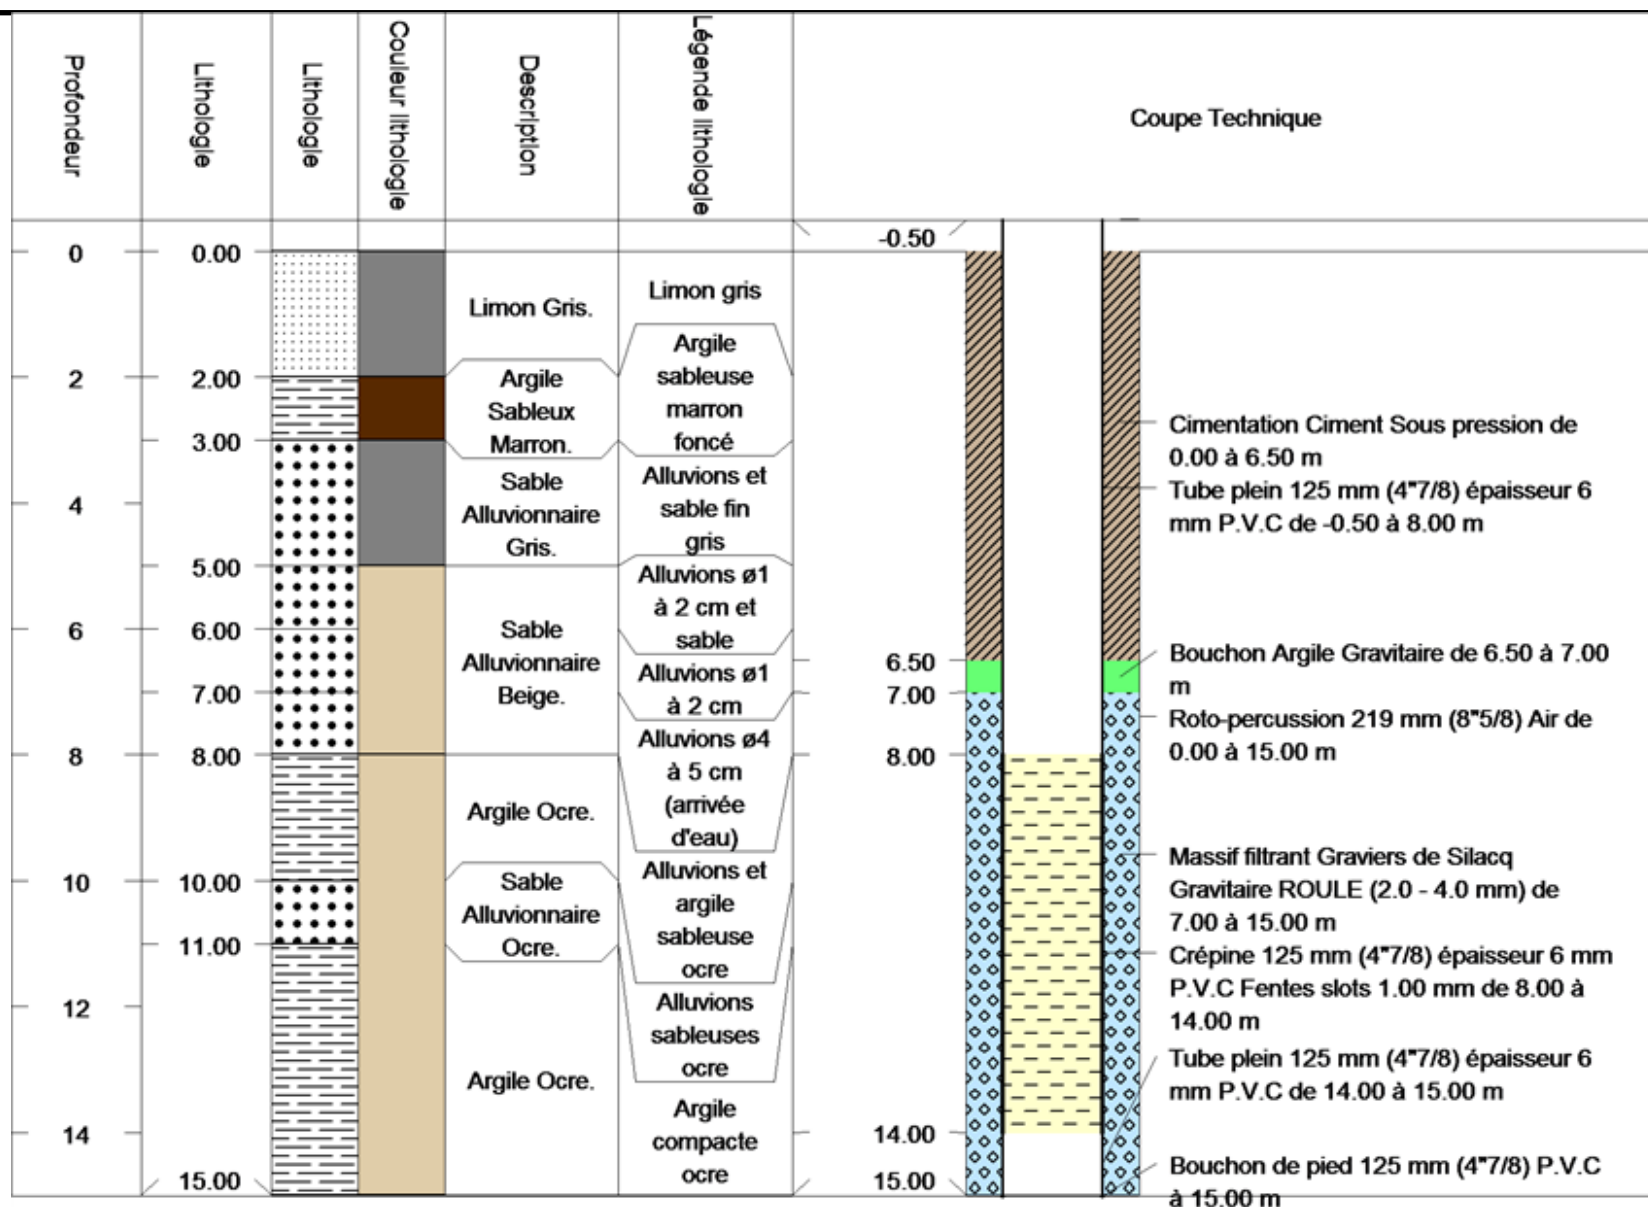 Profondeur
Lithologie
Lithologie
Couleur lithologie
Description
Légende lithologie
Coupe Technique
0
2
4
6
8
10
12
14
0.00
2.00
3.00
5.00
6.00
7.00
8.00
10.00
11.00
15.00
Limon Gris.
Argile
Sableux
Marron.
Sable
Alluvionnaire
Gris.
Sable
Alluvionnaire
Beige.
Argile Ocre.
Sable
Alluvionnaire
Ocre.
Argile Ocre.
Limon gris
Argile
sableuse
marron
foncé
Alluvions et
sable fin
gris
Alluvions ø1
à 2 cm et
sable
Alluvions ø1
à 2 cm
Alluvions ø4
à 5 cm
(arrivée
d'eau)
Alluvions et
argile
sableuse
ocre
Alluvions
sableuses
ocre
Argile
compacte
ocre
-0.50
6.50
7.00
8.00
14.00
15.00
Cimentation Ciment Sous pression de
0.00 à 6.50 m
Tube plein 125 mm (4"7/8) épaisseur 6
mm P.V.C de -0.50 à 8.00 m
Bouchon Argile Gravitaire de 6.50 à 7.00
m
Roto-percussion 219 mm (8"5/8) Air de
0.00 à 15.00 m
Massif filtrant Graviers de Silacq
Gravitaire ROULE (2.0 - 4.0 mm) de
7.00 à 15.00 m
Crépine 125 mm (4"7/8) épaisseur 6 mm
P.V.C Fentes slots 1.00 mm de 8.00 à
14.00 m
Tube plein 125 mm (4"7/8) épaisseur 6
mm P.V.C de 14.00 à 15.00 m
Bouchon de pied 125 mm (4"7/8) P.V.C
à 15.00 m